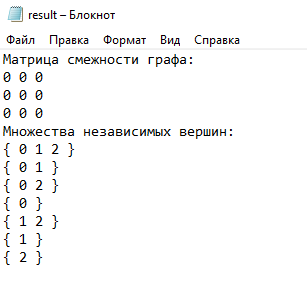 result – Блокнот
Файл Правка Формат Вид Справка
Матрица смежности графа:
0 0 0
0 0 0
0 0 0
Множества независимых вершин:
{ 0 1 2 }
{ 0 1 }
{ 0 2 }
{ 0 }
{ 1 2 }
{ 1 }
{ 2 }